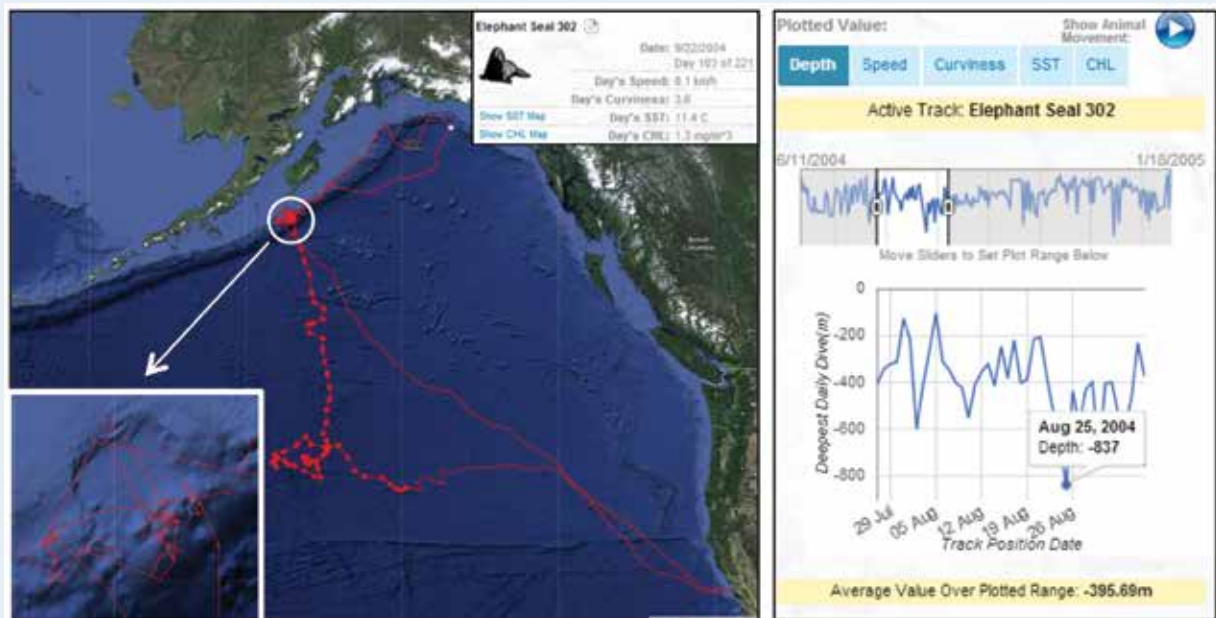 Elephant Seal 302
Date: 9/22/2004
Day 103 of 221
Day's Speed: 0.1 km/h
Day's Curviness: 3.6
Show SST Map
Day's SST: 11.4 C
Show CHL Map
Day's CHL: 1.3 mg/m^3
British
Columbia
Plotted Value:
Show Animal
Movement:
Depth Speed Curviness SST CHL
Active Track: Elephant Seal 302
6/11/2004 1/18/2005
Move Sliders to Set Plot Range Below
0
-200
-400
-600
-800
Deepest Daily Dive(m)
Aug 25, 2004
Depth: -837
29 Jul
05 Aug
12 Aug
19 Aug
26 Aug
Track Position Date
Average Value Over Plotted Range: -395.69m